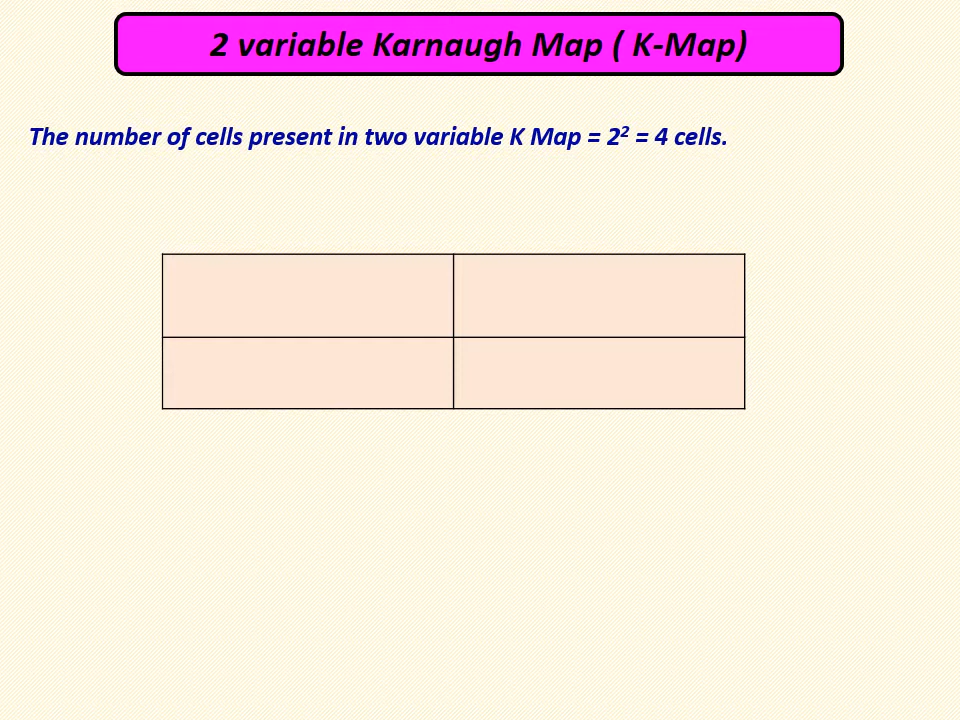 2 variable Karnaugh Map ( K-Map)
The number of cells present in two variable K Map = 2² = 4 cells.